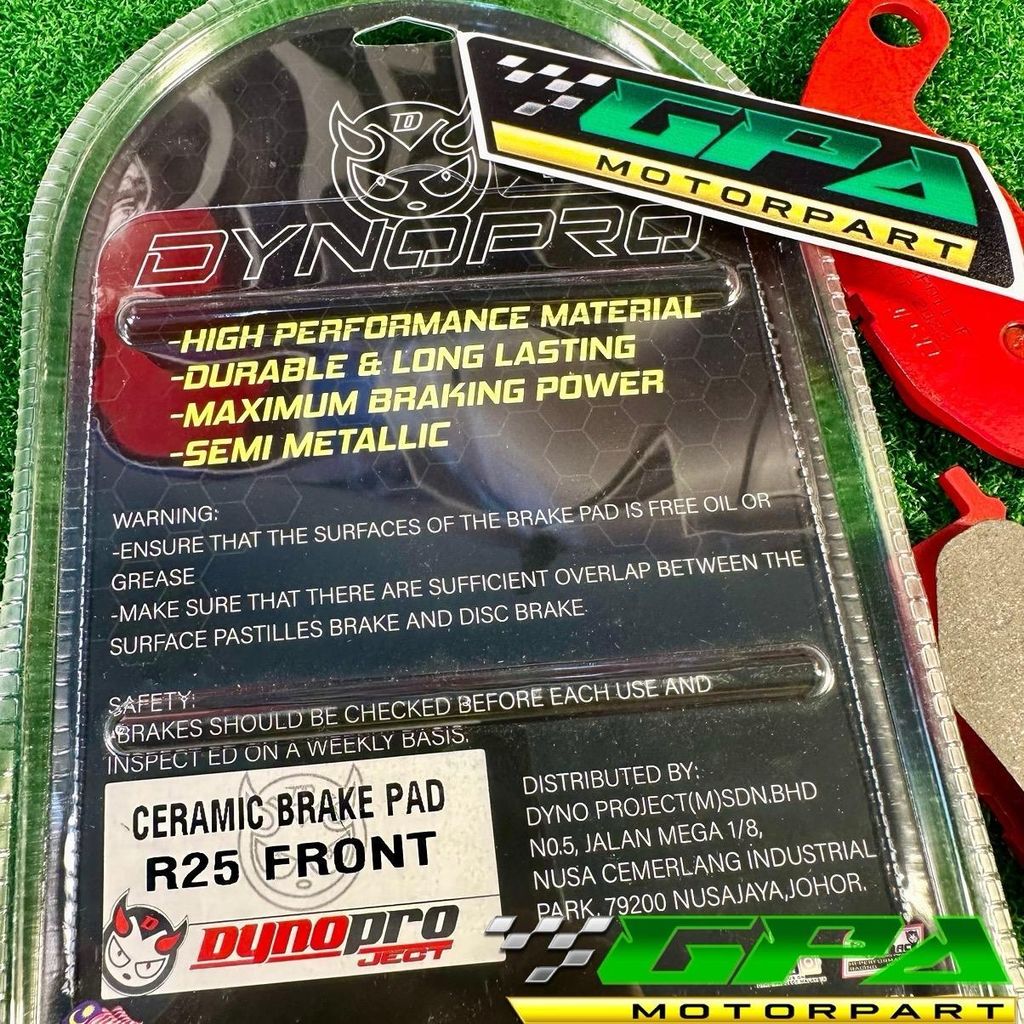 D
GPA
MOTORPART
DYNOPRO
-HIGH PERFORMANCE MATERIAL
-DURABLE & LONG LASTING
-MAXIMUM BRAKING POWER
-SEMI METALLIC
WARNING:
-ENSURE THAT THE SURFACES OF THE BRAKE PAD IS FREE OIL OR
GREASE
-MAKE SURE THAT THERE ARE SUFFICIENT OVERLAP BETWEEN THE
SURFACE PASTILLES BRAKE AND DISC BRAKE.
SAFETY:
-BRAKES SHOULD BE CHECKED BEFORE EACH USE AND
INSPECT ED ON A WEEKLY BASIS.
CERAMIC BRAKE PAD
R25 FRONT
D
DYNOPRO
JECT
DISTRIBUTED BY:
DYNO PROJECT(M)SDN.BHD
NO.5, JALAN MEGA 1/8,
NUSA CEMERLANG INDUSTRIAL
PARK, 79200 NUSAJAYA,JOHOR.
GPA
MOTORPART